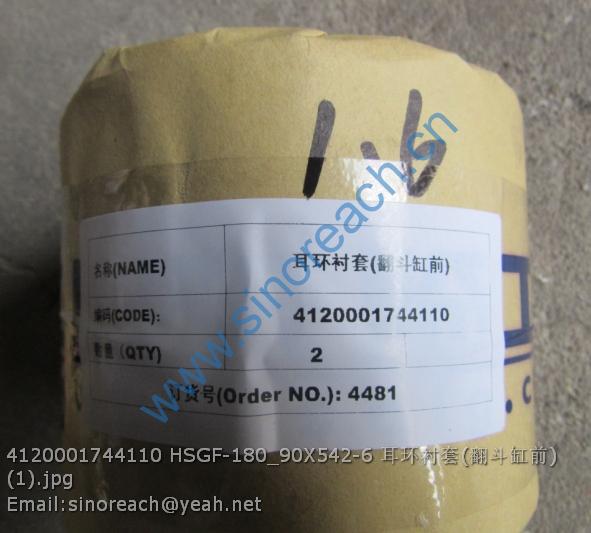 1.6
名称(NAME) 耳环衬套(翻斗缸前)
编码(CODE): 4120001744110
数量 (QTY) 2
订货号(Order NO.): 4481
www.sinoreach.cn
4120001744110 HSGF-180_90X542-6 耳环衬套(翻斗缸前)
(1).jpg
Email:sinoreach@yeah.net